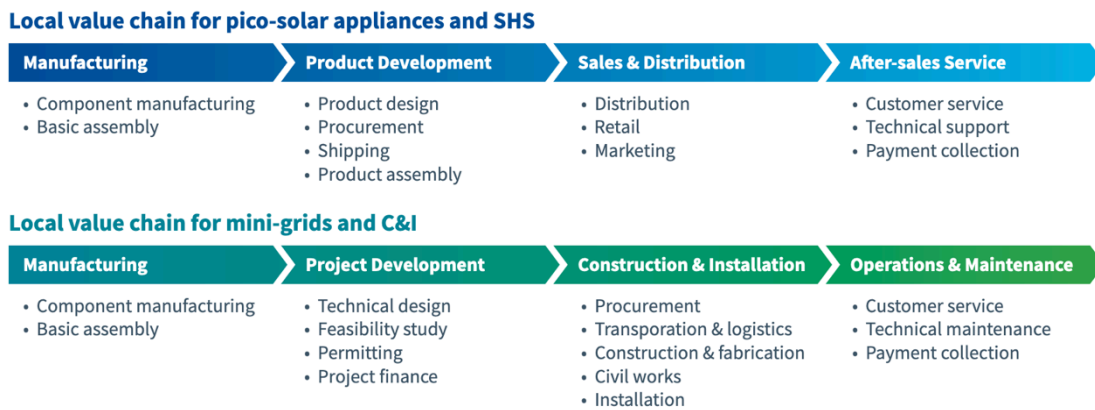 Local value chain for pico-solar appliances and SHS
Manufacturing
Product Development
Sales & Distribution
After-sales Service
• Component manufacturing
• Basic assembly
• Product design
• Procurement
• Shipping
• Product assembly
• Distribution
• Retail
• Marketing
• Customer service
• Technical support
• Payment collection
Local value chain for mini-grids and C&I
Manufacturing
Project Development
Construction & Installation
Operations & Maintenance
• Component manufacturing
• Basic assembly
• Technical design
• Feasibility study
• Permitting
• Project finance
• Procurement
• Transporation & logistics
• Construction & fabrication
• Civil works
• Installation
• Customer service
• Technical maintenance
• Payment collection